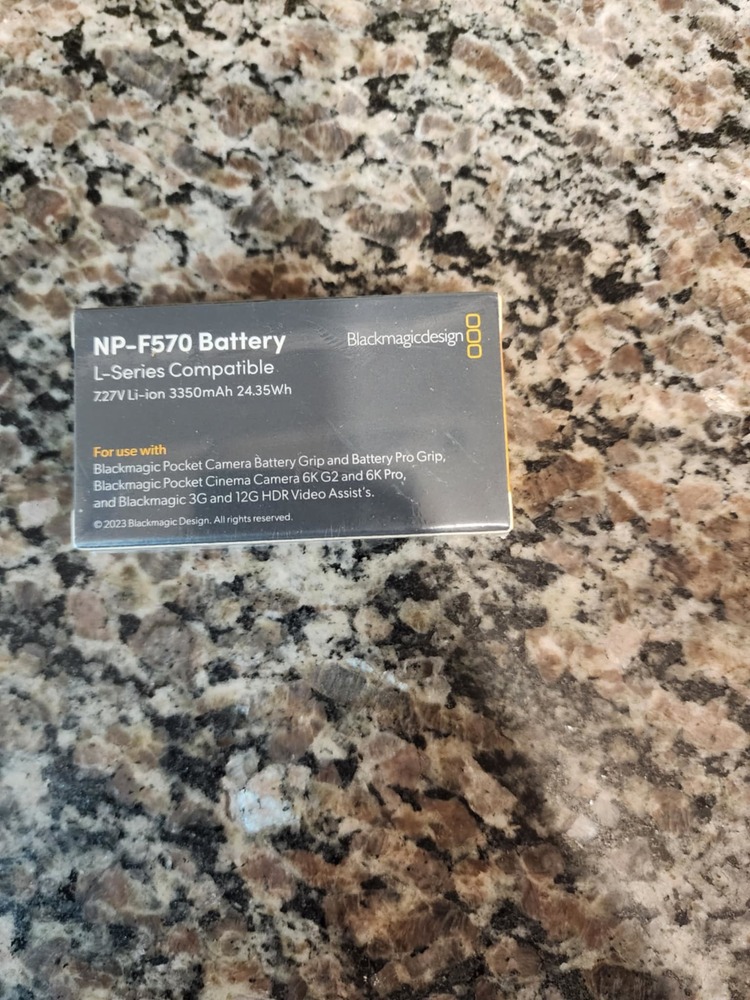 NP-F570 Battery
Blackmagicdesign
L-Series Compatible
7.27V Li-ion 3350mAh 24.35Wh
For use with
Blackmagic Pocket Camera Battery Grip and Battery Pro Grip,
Blackmagic Pocket Cinema Camera 6K G2 and 6K Pro,
and Blackmagic 3G and 12G HDR Video Assist's.
© 2023 Blackmagic Design. All rights reserved.